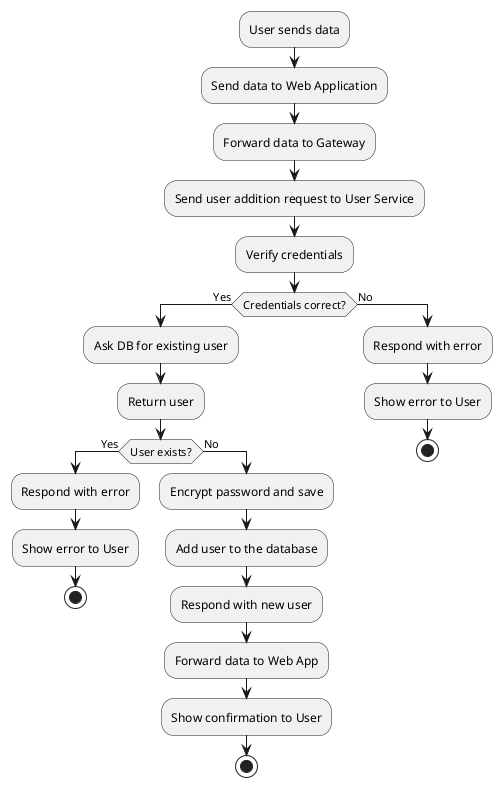 User sends data
Send data to Web Application
Forward data to Gateway
Send user addition request to User Service
Verify credentials
Yes
Credentials correct?
No
Ask DB for existing user
Respond with error
Return user
Show error to User
Yes
User exists?
No
Respond with error
Encrypt password and save
Show error to User
Add user to the database
Respond with new user
Forward data to Web App
Show confirmation to User